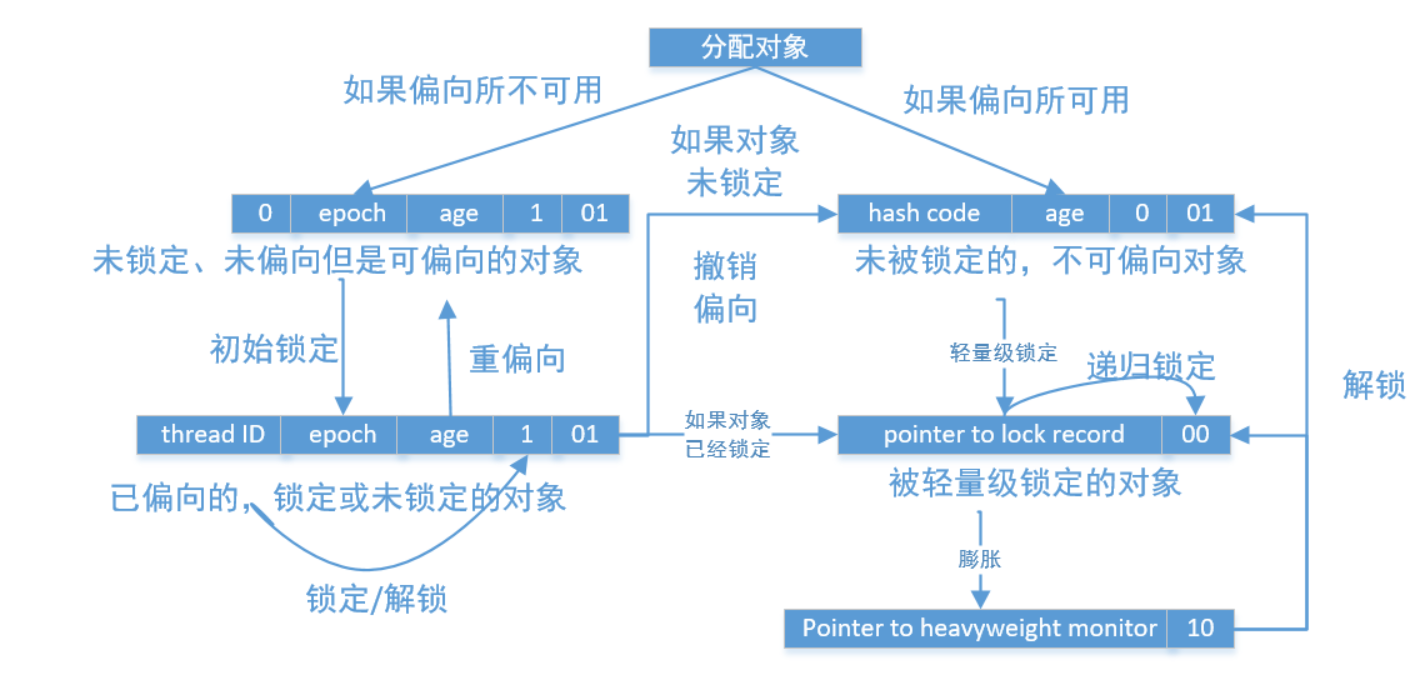 分配对象
如果偏向所不可用
如果偏向所可用
如果对象
未锁定
0 epoch age 1 01
hash code age 0 01
未锁定、未偏向但是可偏向的对象
撤销
偏向
未被锁定的，不可偏向对象
初始锁定
重偏向
轻量级锁定
递归锁定
解锁
thread ID epoch age 1 01
如果对象
已经锁定
pointer to lock record 00
已偏向的，锁定或未锁定的对象
被轻量级锁定的对象
锁定/解锁
膨胀
Pointer to heavyweight monitor 10